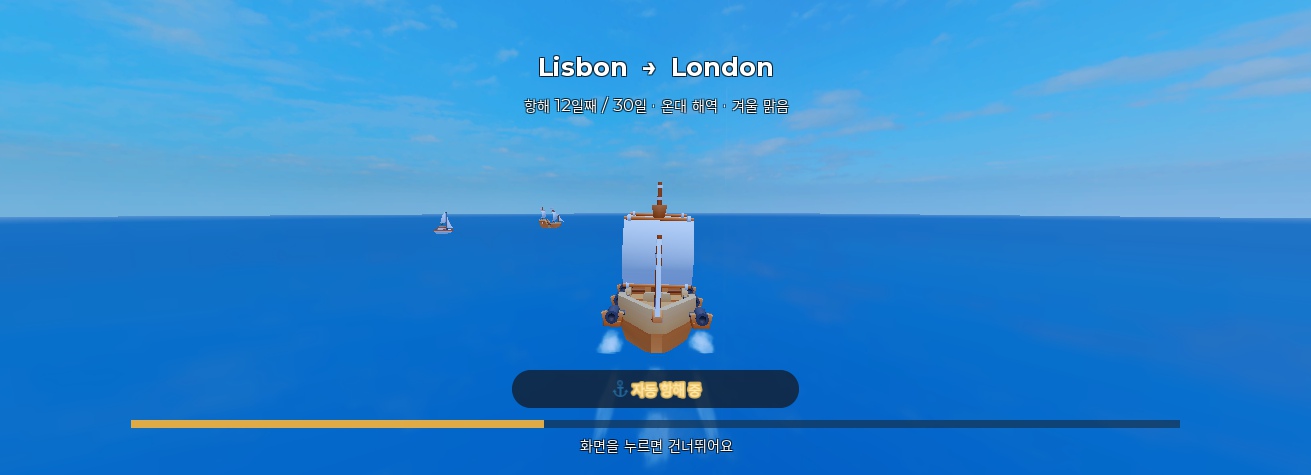 Lisbon → London
항해 12일째 / 30일 · 온대 해역 · 겨울 맑음
⚓ 자동 항해 중
화면을 누르면 건너뛰어요